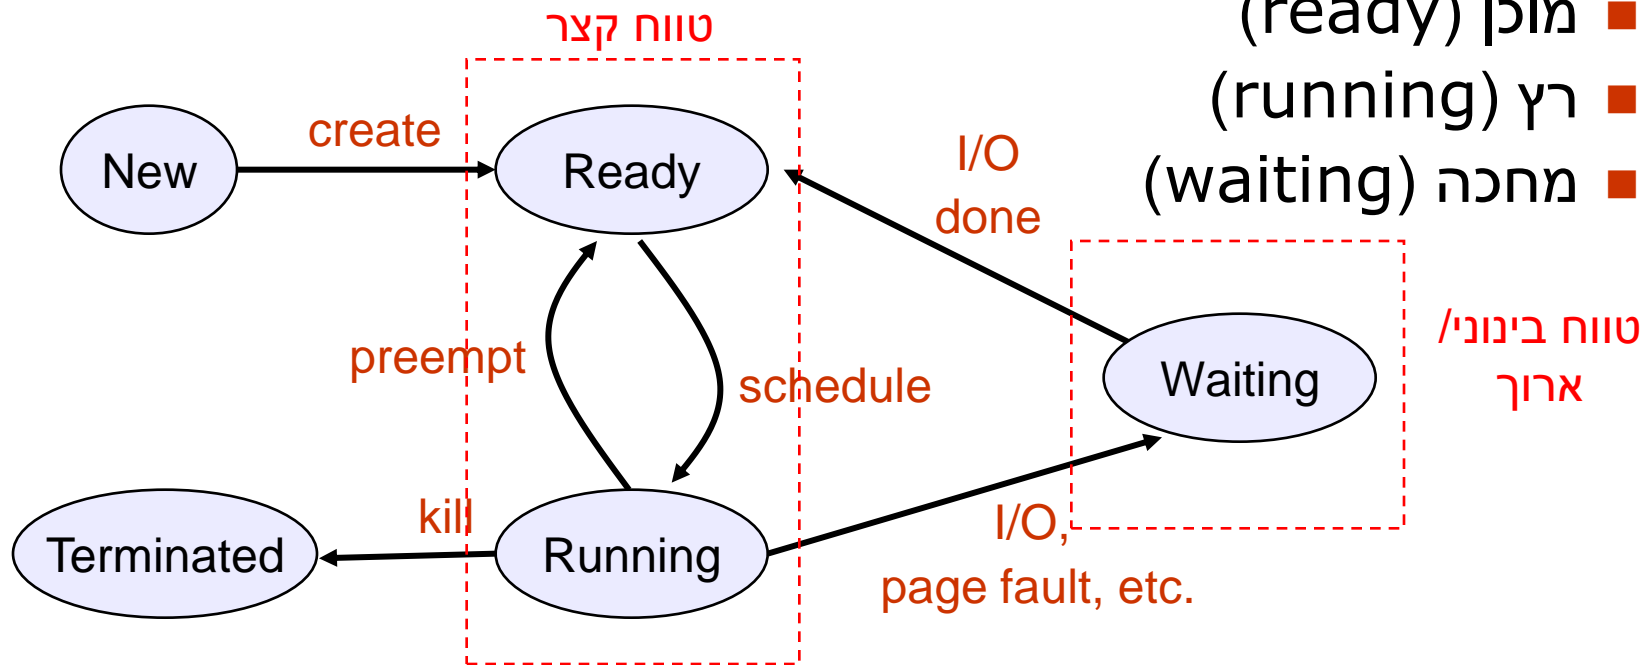 מוכן (ready)
רץ (running)
מחכה (waiting)
טווח קצר
New
create
Ready
I/O
done
preempt
schedule
Waiting
טווח בינוני/
ארוך
Terminated
kill
Running
I/O,
page fault, etc.